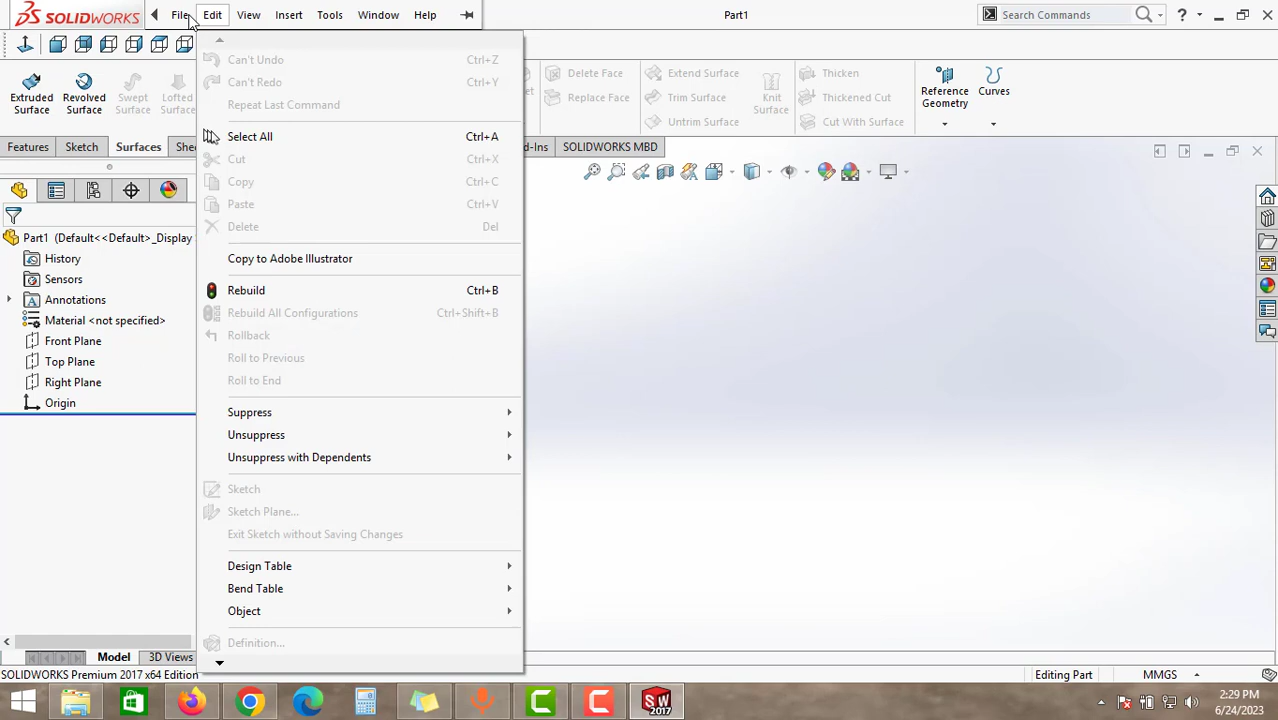 SOLIDWORKS File Edit View Insert Tools Window Help Part1 Search Commands ?
Extruded Surface Revolved Surface Swept Surface Lofted Surface Delete Face Replace Face Extend Surface Trim Surface Untrim Surface Knit Surface Thicken Thickened Cut Cut With Surface Reference Geometry Curves
Features Sketch Surfaces SOLIDWORKS MBD
Part1 (Default<<Default>_Display
History
Sensors
Annotations
Material <not specified>
Front Plane
Top Plane
Right Plane
Origin
Can't Undo Ctrl+Z
Can't Redo Ctrl+Y
Repeat Last Command
Select All Ctrl+A
Cut Ctrl+X
Copy Ctrl+C
Paste Ctrl+V
Delete Del
Copy to Adobe Illustrator
Rebuild Ctrl+B
Rebuild All Configurations Ctrl+Shift+B
Rollback
Roll to Previous
Roll to End
Suppress
Unsuppress
Unsuppress with Dependents
Sketch
Sketch Plane...
Exit Sketch without Saving Changes
Design Table
Bend Table
Object
Definition...
Model 3D Views
SOLIDWORKS Premium 2017 x64 Edition Editing Part MMGS
SW 2017
2:29 PM
6/24/2023